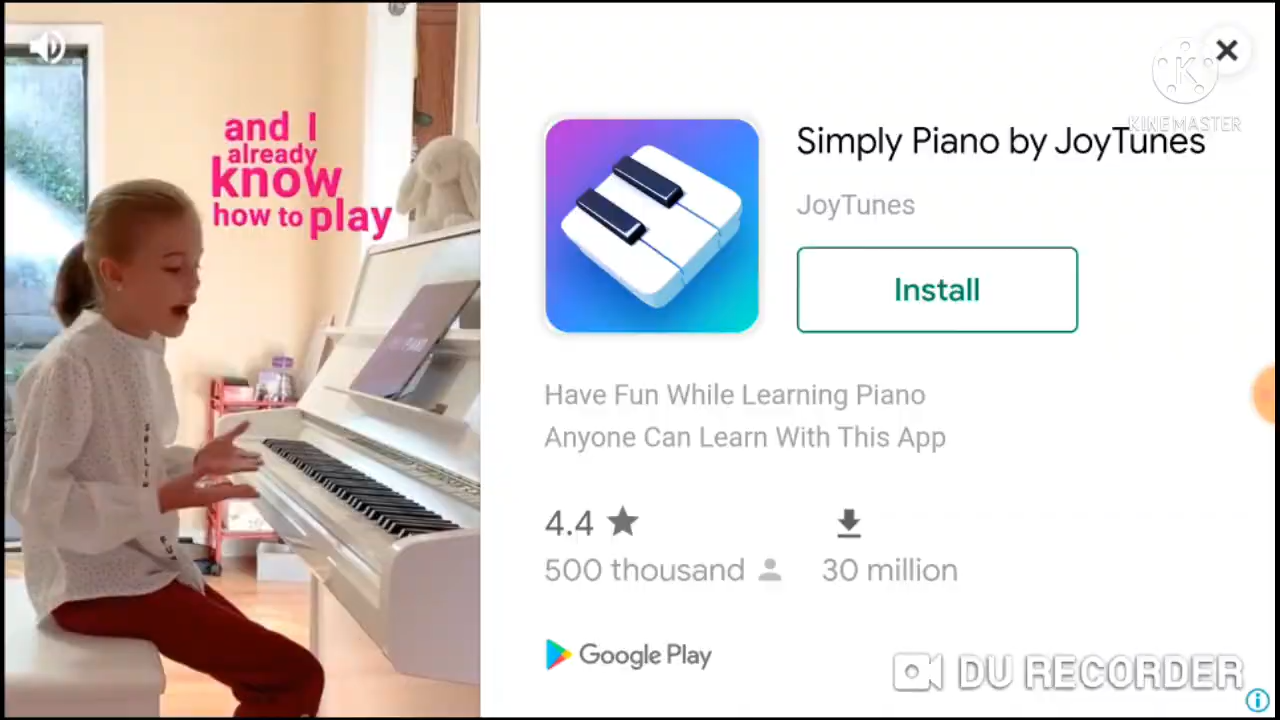 and I
already
know
how to play
KINEMASTER
Simply Piano by JoyTunes
JoyTunes
Install
Have Fun While Learning Piano
Anyone Can Learn With This App
4.4
500 thousand
30 million
Google Play
DU RECORDER